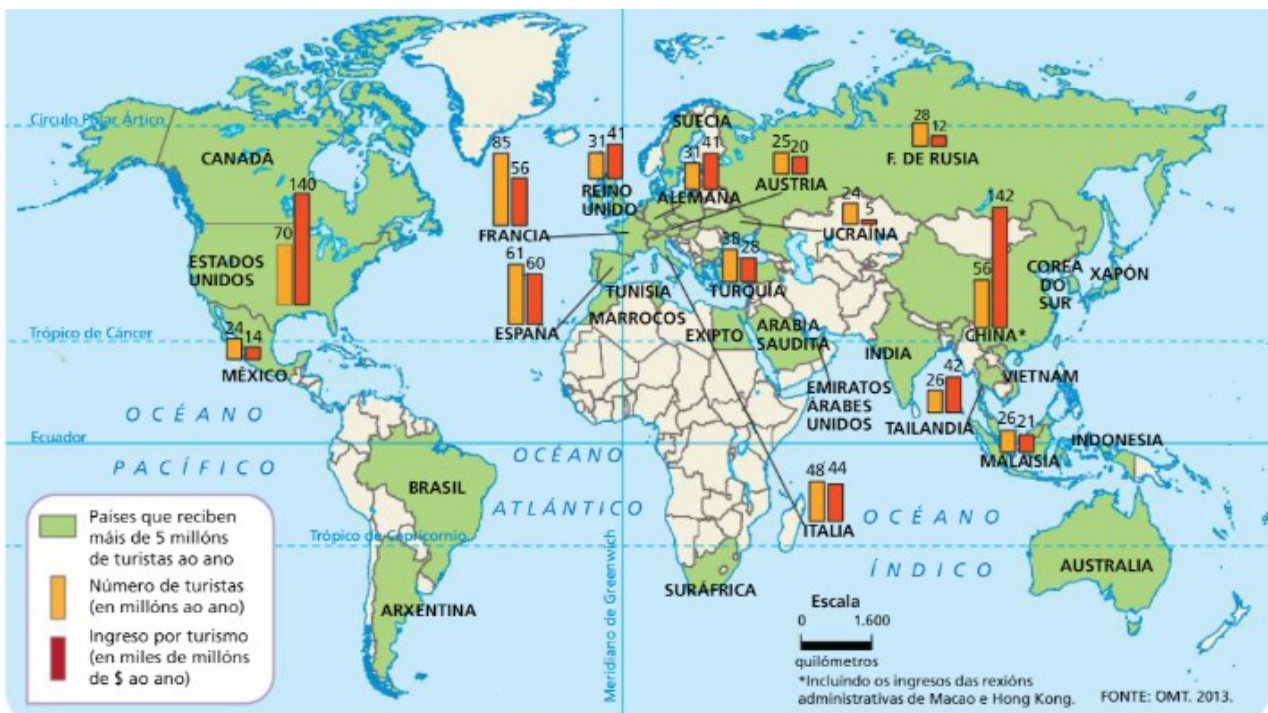 Círculo Polar Ártico
CANADÁ
140
70
ESTADOS
UNIDOS
24
14
MÉXICO
Trópico de Cáncer
OCÉANO
PACÍFICO
Ecuador
BRASIL
Trópico de Capricornio
ARXENTINA
85
56
FRANCIA
61
60
ESPAÑA
31
41
REINO
UNIDO
SUECIA
31
41
ALEMAÑA
25
20
AUSTRIA
28
12
F. DE RUSIA
24
5
UCRAÍNA
38
28
TURQUÍA
TUNISIA
MARROCOS
EXIPTO
ARABIA
SAUDITA
EMIRATOS
ÁRABES
UNIDOS
INDIA
142
56
CHINA*
COREA
DO
SUR
XAPÓN
VIETNAM
26
42
TAILANDIA
26
21
MALAISIA
INDONESIA
OCÉANO
ATLÁNTICO
Meridiano de Greenwich
48
44
ITALIA
OCÉANO
ÍNDICO
SURÁFRICA
AUSTRALIA
Países que reciben
máis de 5 millóns
de turistas ao ano
Número de turistas
(en millóns ao ano)
Ingreso por turismo
(en miles de millóns
de $ ao ano)
Escala
0 1.600
quilómetros
*Incluíndo os ingresos das rexións
administrativas de Macao e Hong Kong.
FONTE: OMT. 2013.